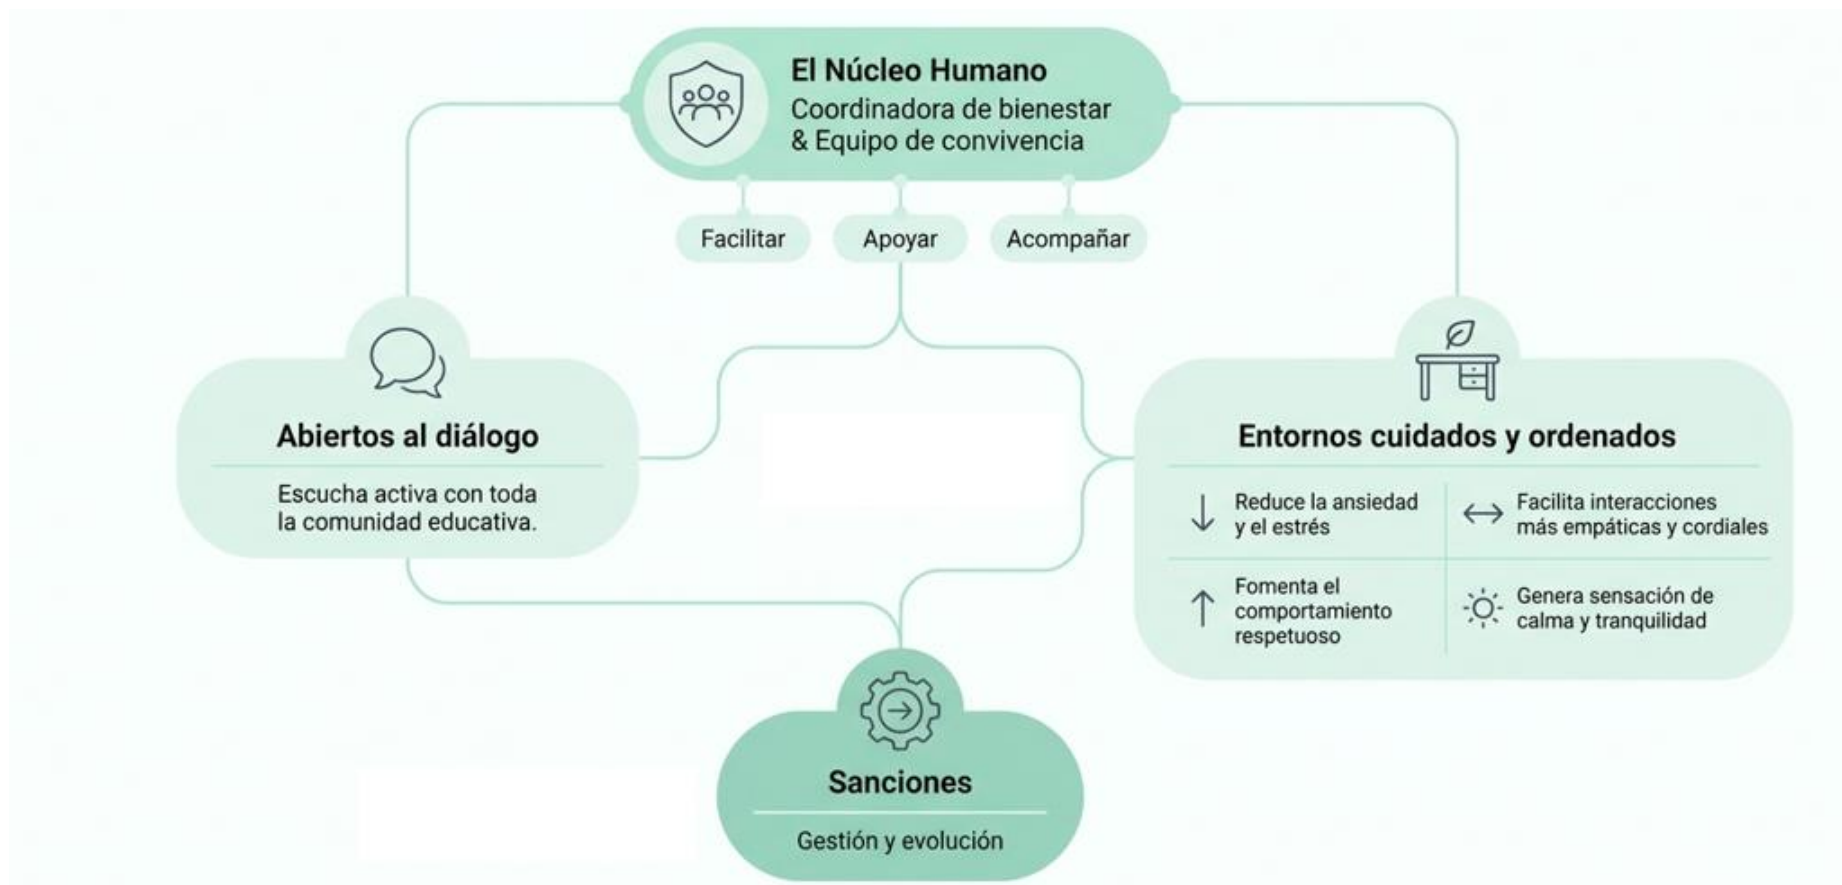 El Núcleo Humano
Coordinadora de bienestar
& Equipo de convivencia
Facilitar
Apoyar
Acompañar
Abiertos al diálogo
Escucha activa con toda
la comunidad educativa.
Entornos cuidados y ordenados
Reduce la ansiedad
y el estrés
Facilita interacciones
más empáticas y cordiales
Fomenta el
comportamiento
respetuoso
Genera sensación de
calma y tranquilidad
Sanciones
Gestión y evolución